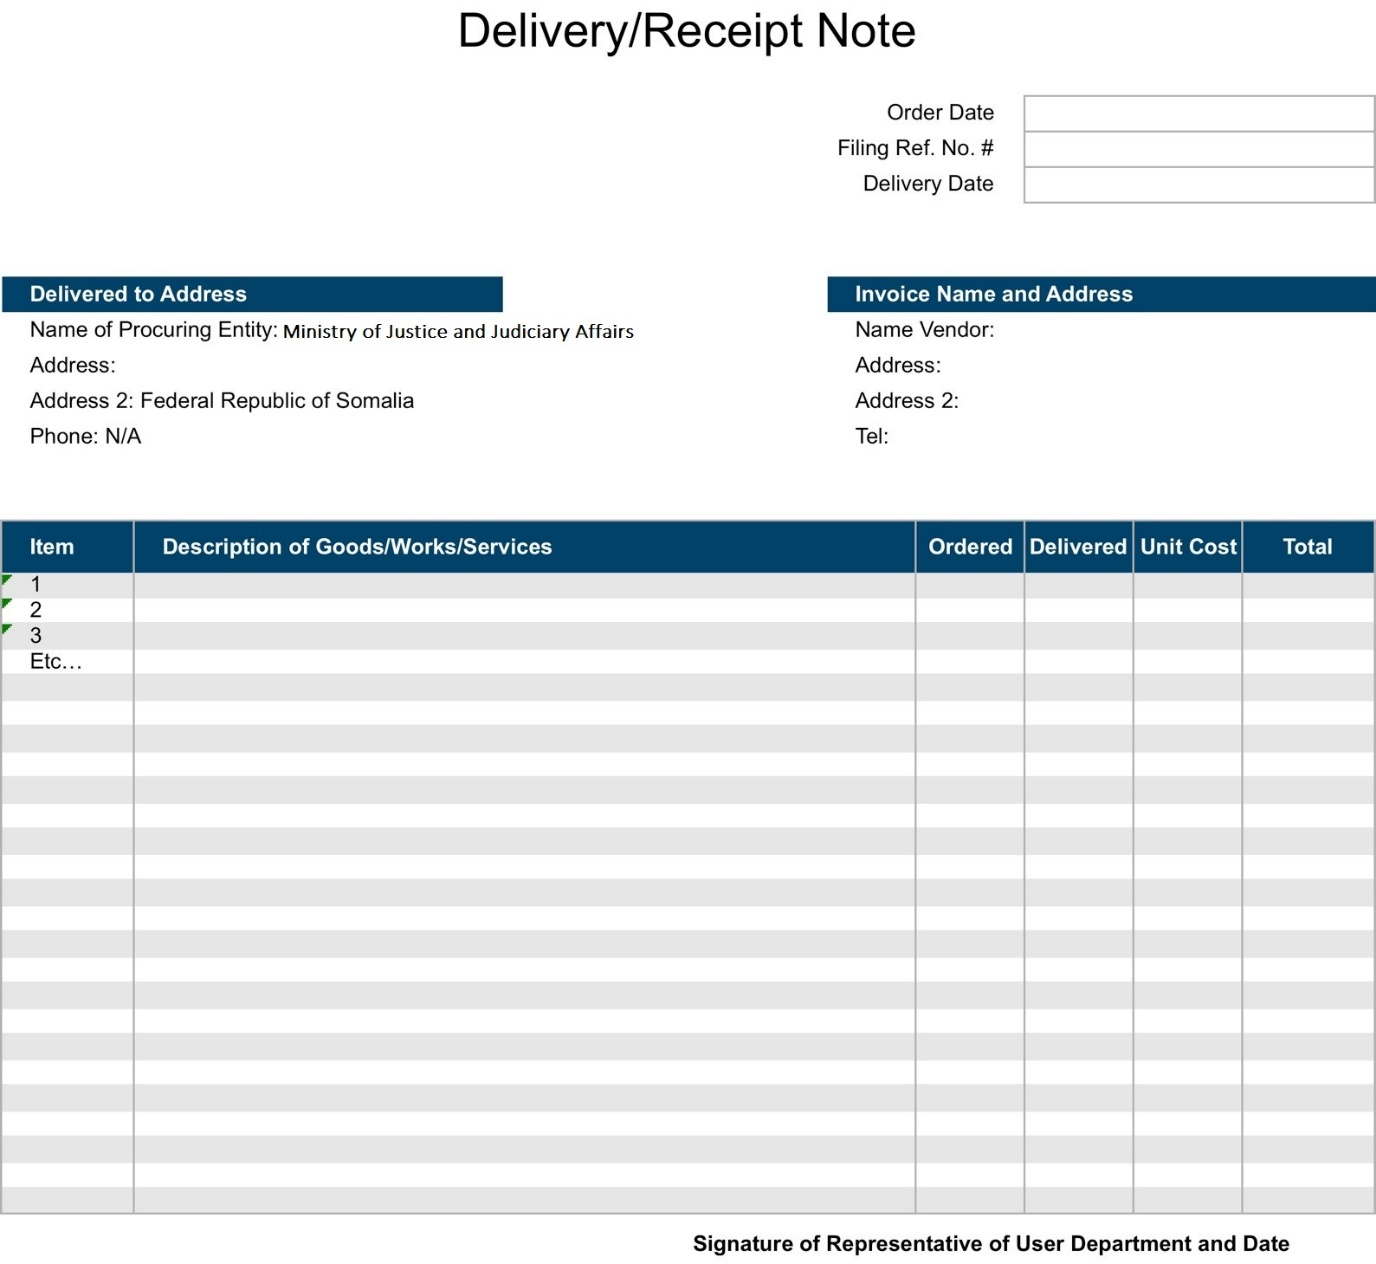 Delivery/Receipt Note
Order Date
Filing Ref. No. #
Delivery Date
Delivered to Address
Name of Procuring Entity: Ministry of Justice and Judiciary Affairs
Address:
Address 2: Federal Republic of Somalia
Phone: N/A
Invoice Name and Address
Name Vendor:
Address:
Address 2:
Tel:
Item Description of Goods/Works/Services Ordered Delivered Unit Cost Total
1
2
3
Etc…
Signature of Representative of User Department and Date